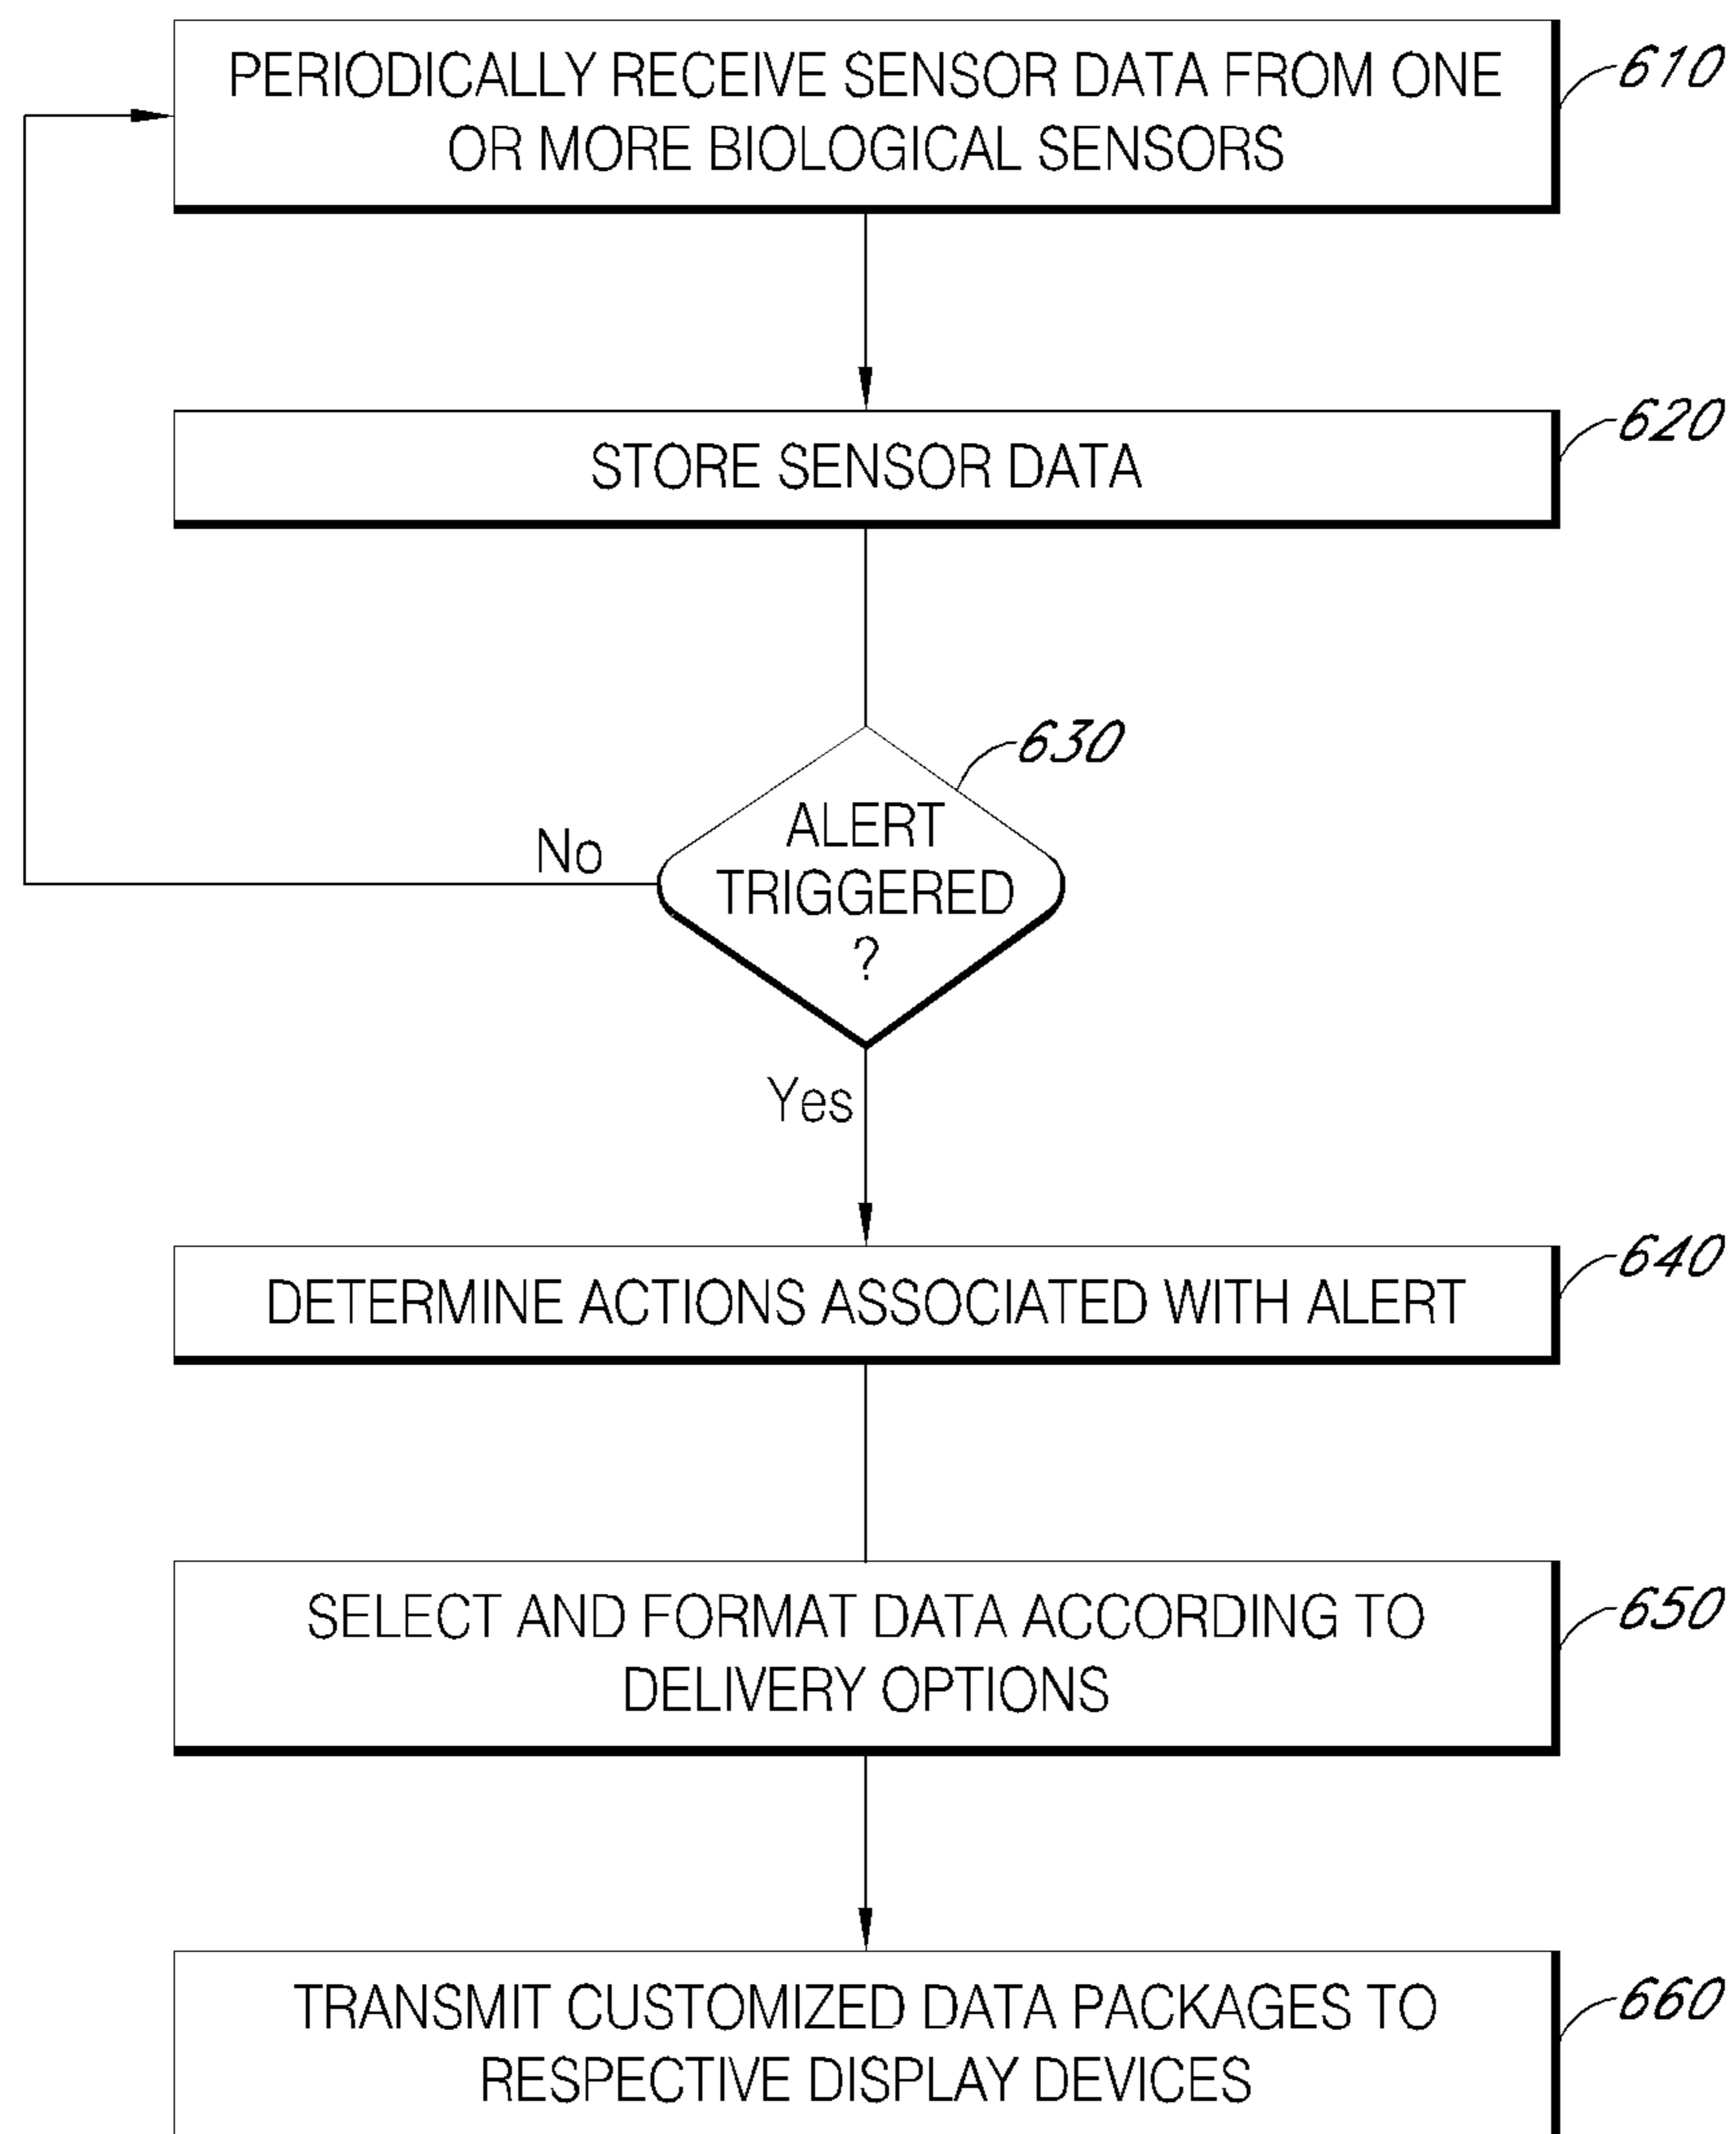 PERIODICALLY RECEIVE SENSOR DATA FROM ONE
OR MORE BIOLOGICAL SENSORS
610
STORE SENSOR DATA
620
630
ALERT
TRIGGERED
?
No
Yes
DETERMINE ACTIONS ASSOCIATED WITH ALERT
640
SELECT AND FORMAT DATA ACCORDING TO
DELIVERY OPTIONS
650
TRANSMIT CUSTOMIZED DATA PACKAGES TO
RESPECTIVE DISPLAY DEVICES
660